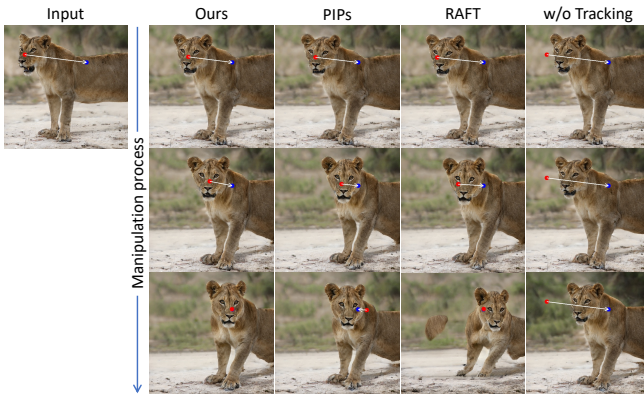 Input
Ours
PIPs
RAFT
w/o Tracking
Manipulation process